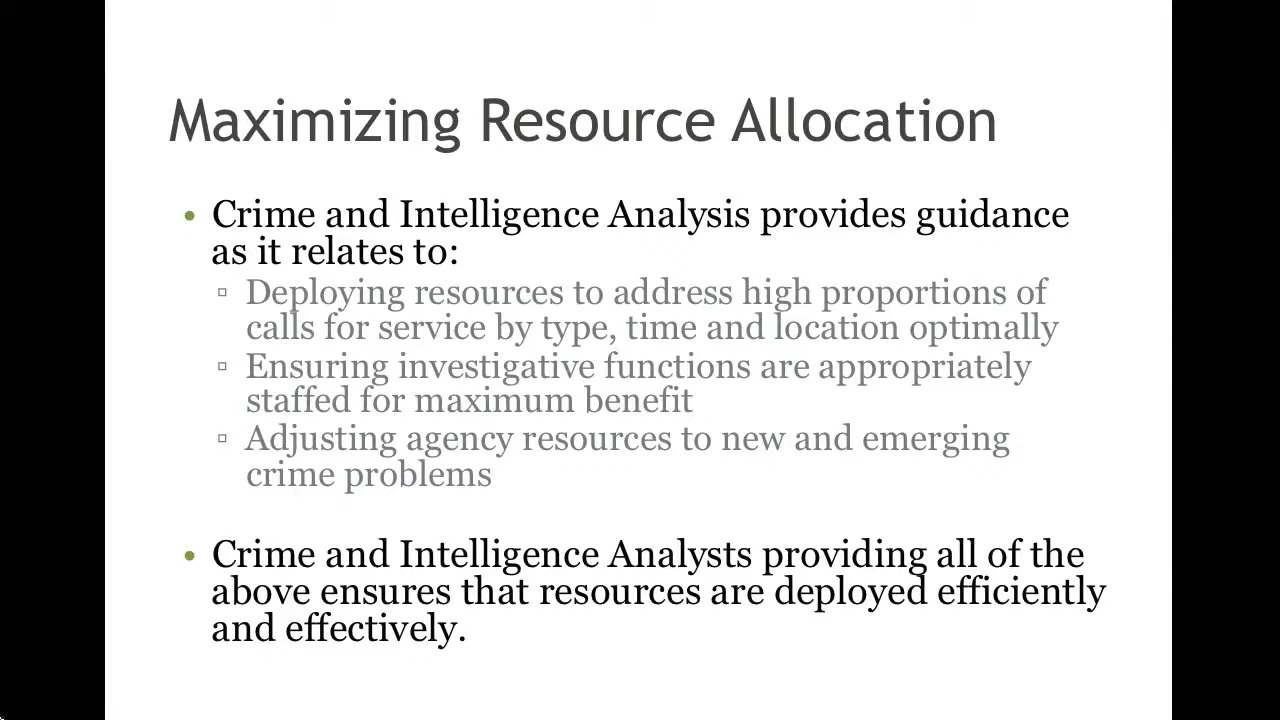 Maximizing Resource Allocation
• Crime and Intelligence Analysis provides guidance
as it relates to:
▫ Deploying resources to address high proportions of
calls for service by type, time and location optimally
▫ Ensuring investigative functions are appropriately
staffed for maximum benefit
▫ Adjusting agency resources to new and emerging
crime problems
• Crime and Intelligence Analysts providing all of the
above ensures that resources are deployed efficiently
and effectively.